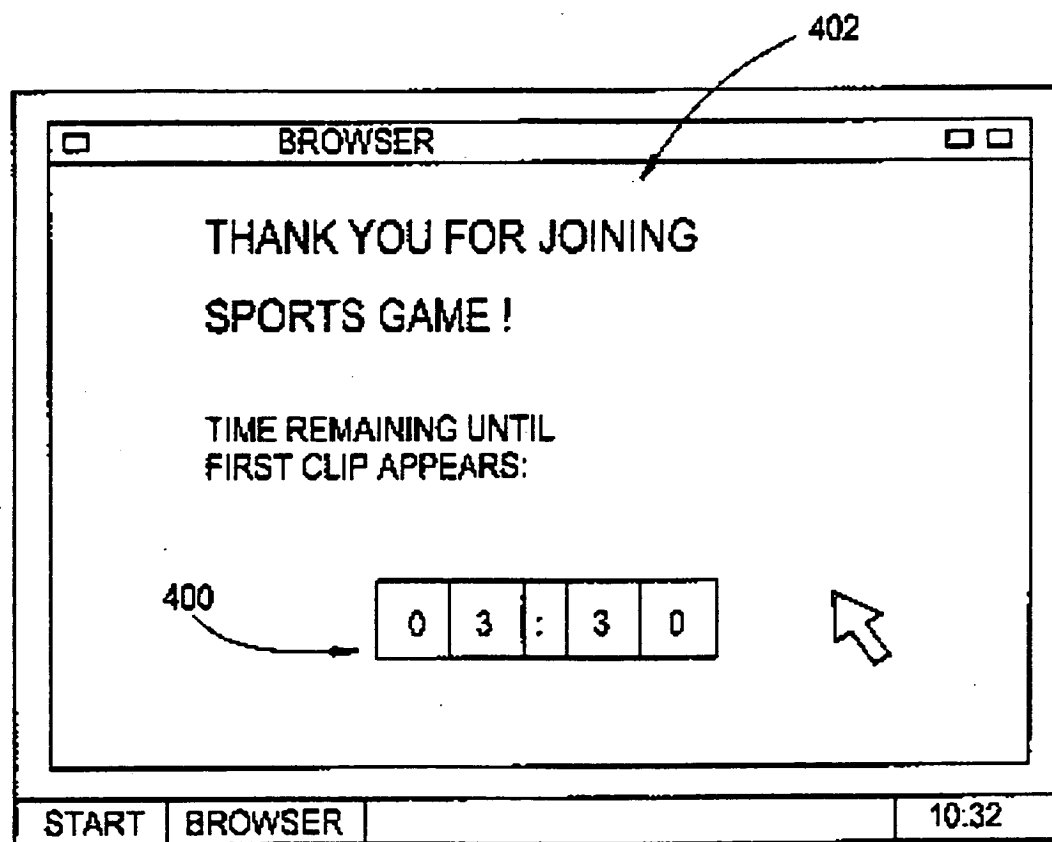 402
BROWSER
THANK YOU FOR JOINING
SPORTS GAME !
TIME REMAINING UNTIL
FIRST CLIP APPEARS:
400
0 3 : 3 0
START BROWSER 10:32